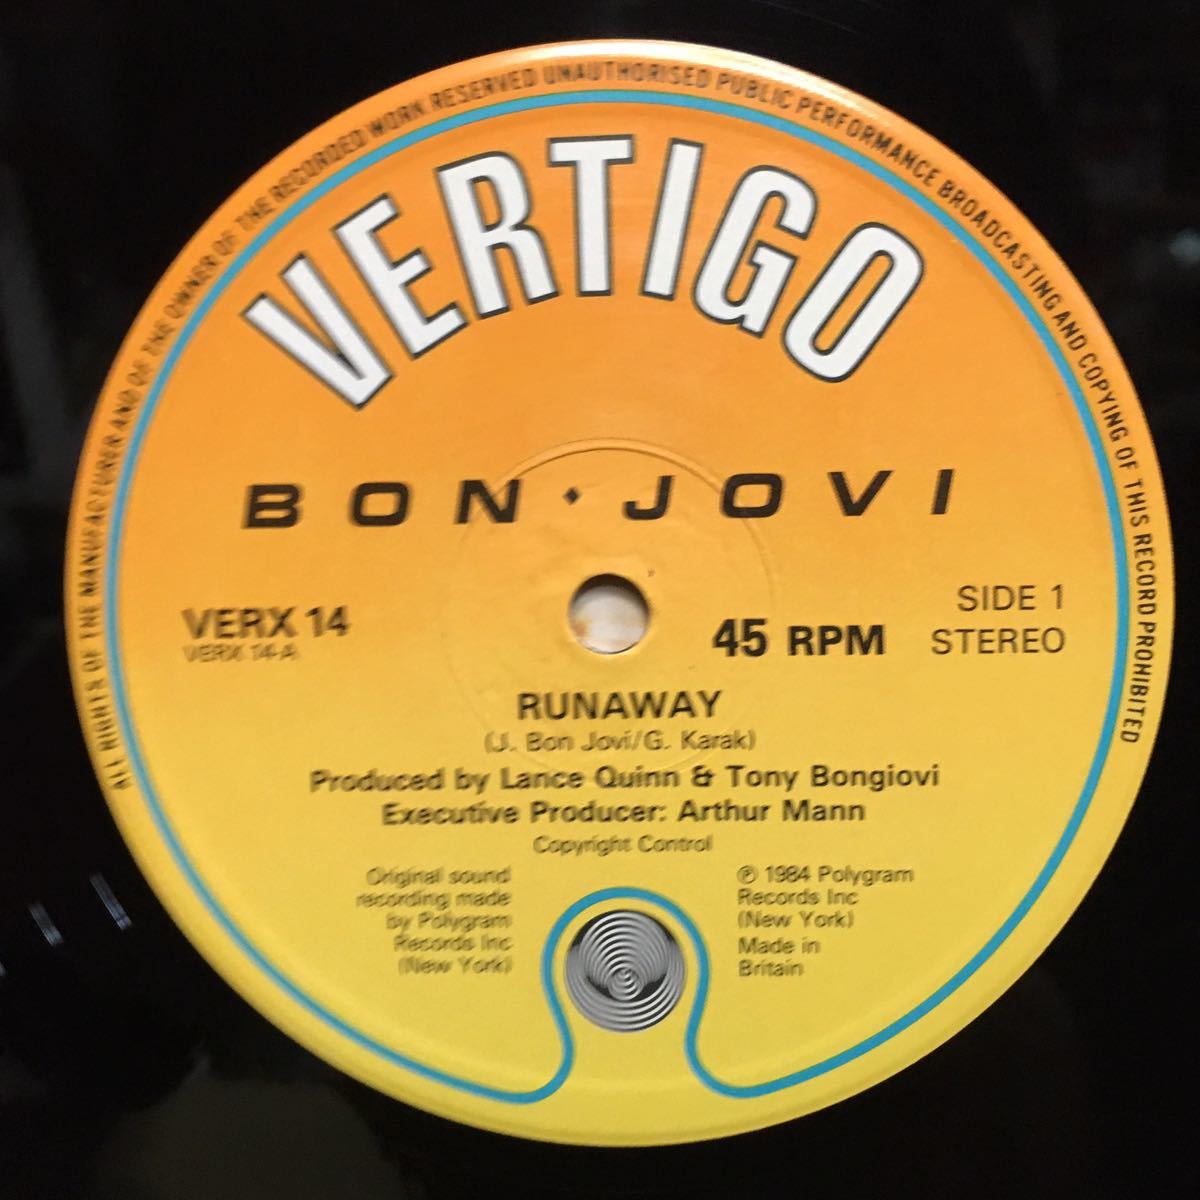 ALL RIGHTS OF THE MANUFACTURER AND OF THE OWNER OF THE RECORDED WORK RESERVED UNAUTHORISED PUBLIC PERFORMANCE BROADCASTING AND COPYING OF THIS RECORD PROHIBITED
VERTIGO
BON • JOVI
VERX 14
VERX 14-A
45 RPM
SIDE 1
STEREO
RUNAWAY
(J. Bon Jovi/G. Karak)
Produced by Lance Quinn & Tony Bongiovi
Executive Producer: Arthur Mann
Copyright Control
Original sound
recording made
by Polygram
Records Inc
(New York)
℗ 1984 Polygram
Records Inc
(New York)
Made in
Britain